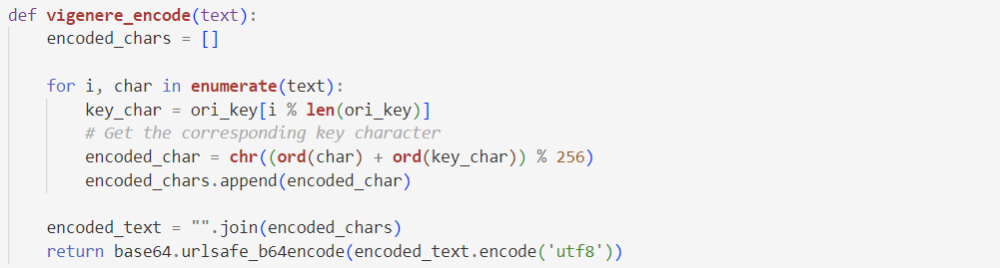 def vigenere_encode(text):
    encoded_chars = []

    for i, char in enumerate(text):
        key_char = ori_key[i % len(ori_key)]
        # Get the corresponding key character
        encoded_char = chr((ord(char) + ord(key_char)) % 256)
        encoded_chars.append(encoded_char)

    encoded_text = "".join(encoded_chars)
    return base64.urlsafe_b64encode(encoded_text.encode('utf8'))